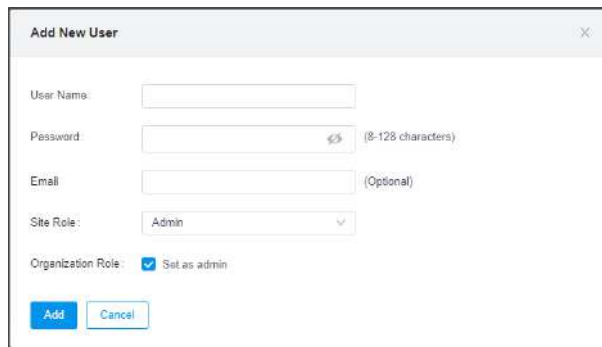 Add New User
User Name
Password (8-128 characters)
Email (Optional)
Site Role : Admin
Organization Role : Set as admin
Add Cancel